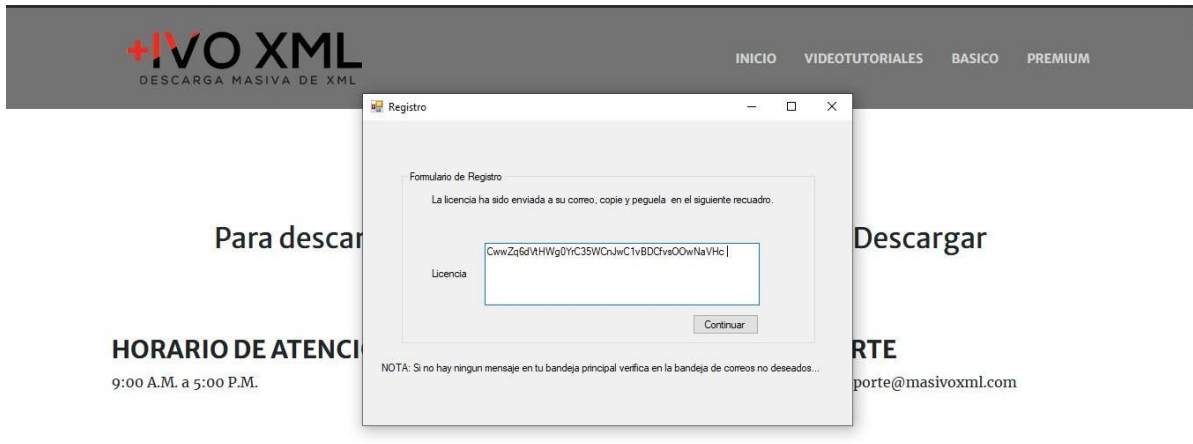 +IVO XML
DESCARGA MASIVA DE XML
INICIO VIDEOTUTORIALES BASICO PREMIUM
Registro
Formulario de Registro
La licencia ha sido enviada a su correo, copie y peguela en el siguiente recuadro.
Para descar
Descargar
CwwZq6dVtHWg0YrC35WCnJwC1vBDCfvsOOwNaVHc
Licencia
Continuar
HORARIO DE ATENCI
RTE
NOTA: Si no hay ningun mensaje en tu bandeja principal verifica en la bandeja de correos no deseados...
9:00 A.M. a 5:00 P.M.
porte@masivoxml.com